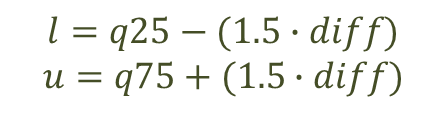 l = q25 − (1.5 · diff)
u = q75 + (1.5 · diff)